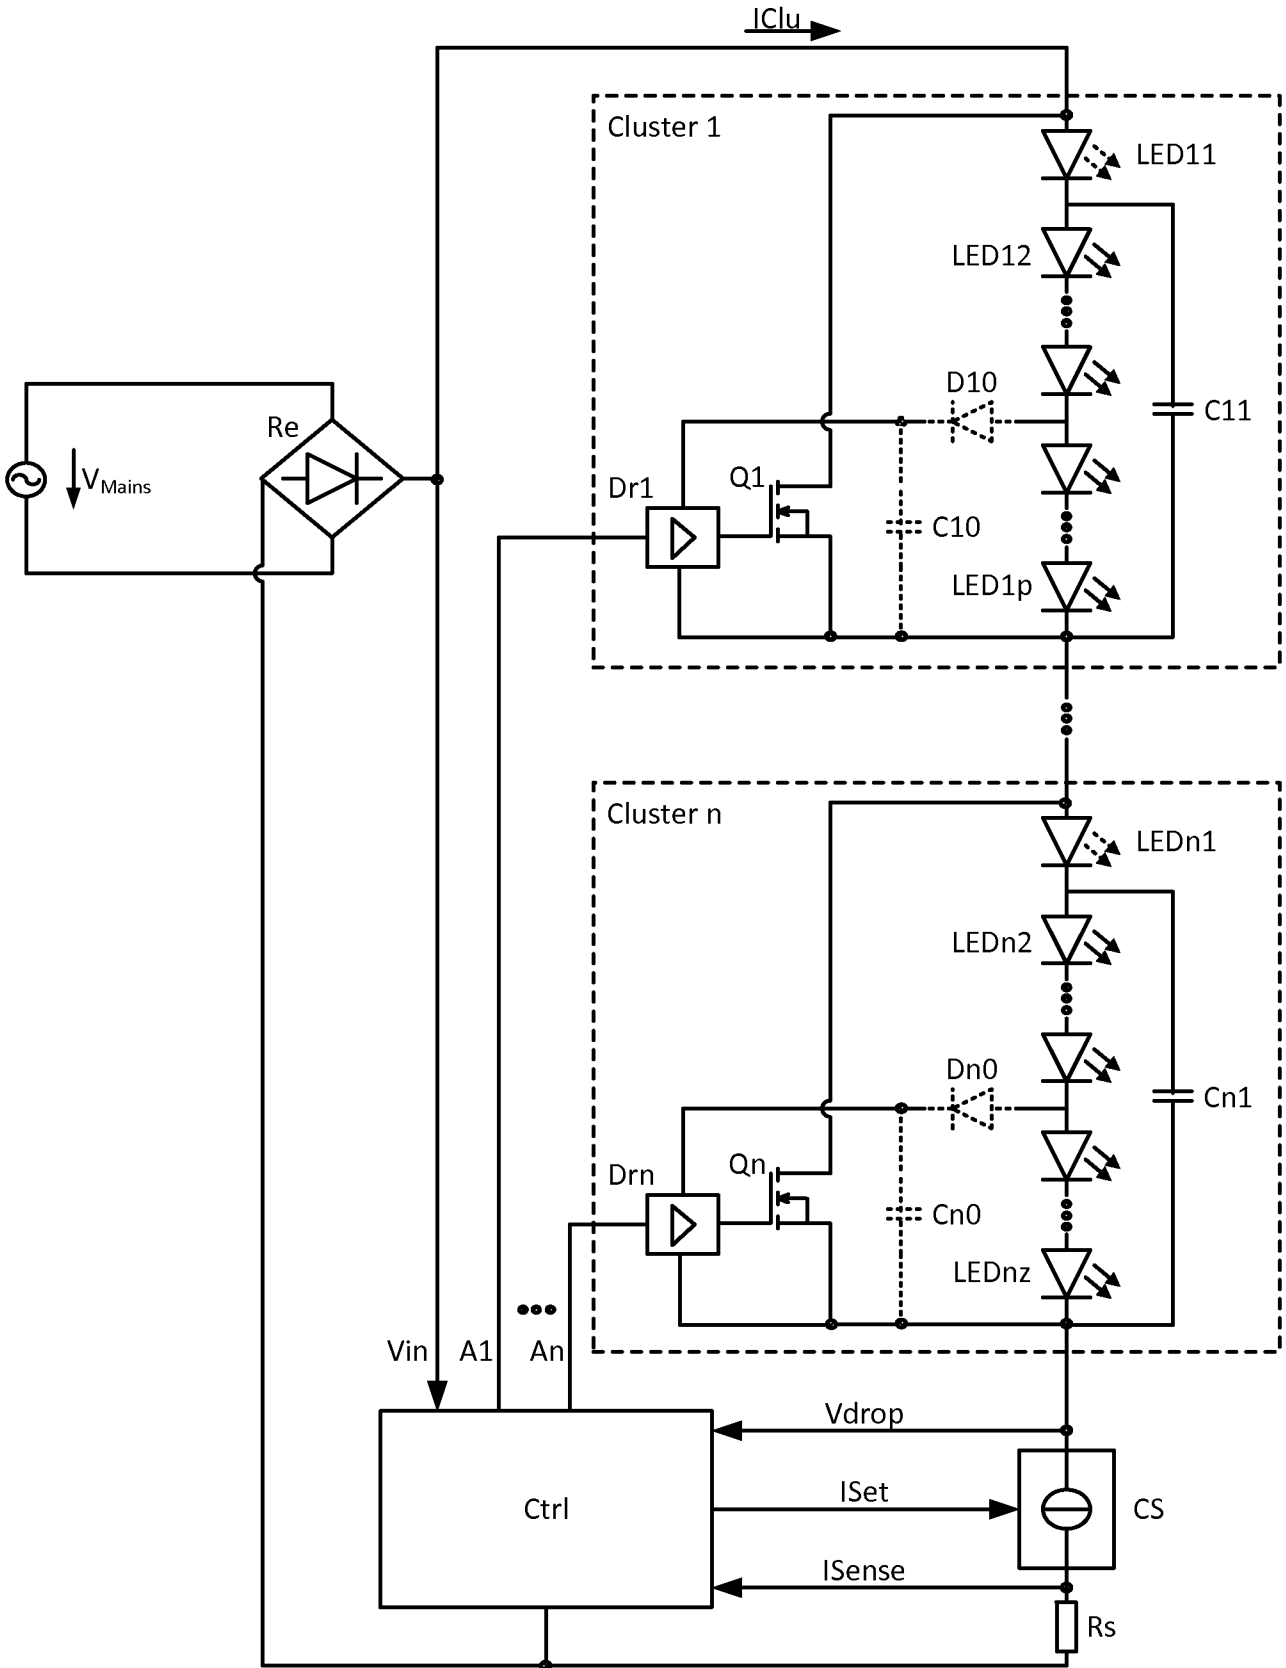 IClu
Cluster 1
LED11
LED12
D10
C11
Re
VMains
Dr1
Q1
C10
LED1p
Cluster n
LEDn1
LEDn2
Dn0
Cn1
Drn
Qn
Cn0
LEDnz
Vin
A1
An
Vdrop
Ctrl
ISet
CS
ISense
Rs